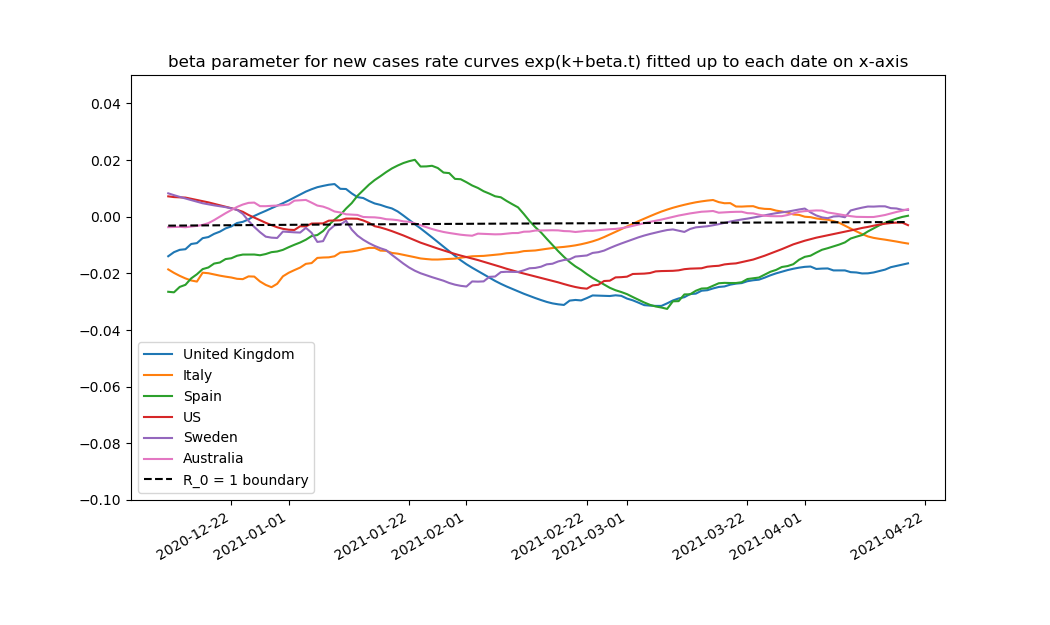 beta parameter for new cases rate curves exp(k+beta.t) fitted up to each date on x-axis
0.04
0.02
0.00
−0.02
−0.04
−0.06
−0.08
−0.10
United Kingdom
Italy
Spain
US
Sweden
Australia
R_0 = 1 boundary
2020-12-22
2021-01-01
2021-01-22
2021-02-01
2021-02-22
2021-03-01
2021-03-22
2021-04-01
2021-04-22